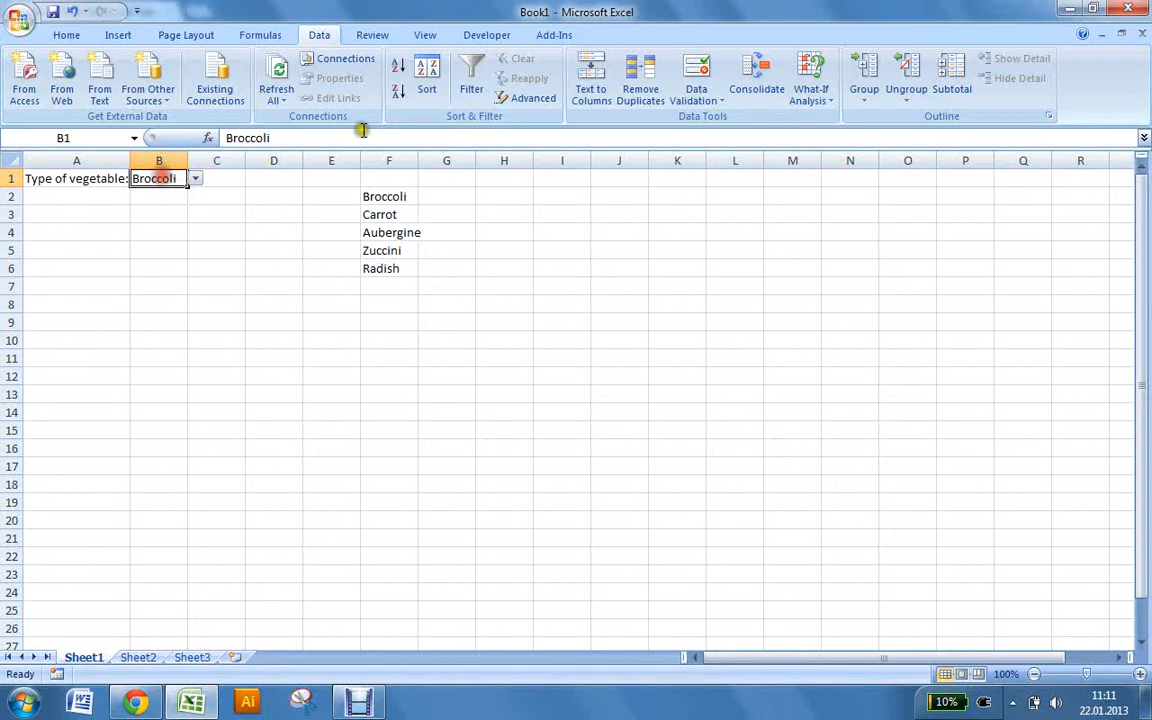 Book1 - Microsoft Excel
Home Insert Page Layout Formulas Data Review View Developer Add-Ins
From Access
From Web
From Text
From Other Sources
Existing Connections
Get External Data
Refresh All
Connections
Properties
Edit Links
Connections
Sort
Filter
Clear
Reapply
Advanced
Sort & Filter
Text to Columns
Remove Duplicates
Data Validation
Consolidate
What-If Analysis
Data Tools
Group
Ungroup
Subtotal
Show Detail
Hide Detail
Outline
B1 fx Broccoli
A B C D E F G H I J K L M N O P Q R
1 Type of vegetable: Broccoli
2 Broccoli
3 Carrot
4 Aubergine
5 Zuccini
6 Radish
7
8
9
10
11
12
13
14
15
16
17
18
19
20
21
22
23
24
25
26
27
Sheet1 Sheet2 Sheet3
Ready 100%
10% 11:11
22.01.2013